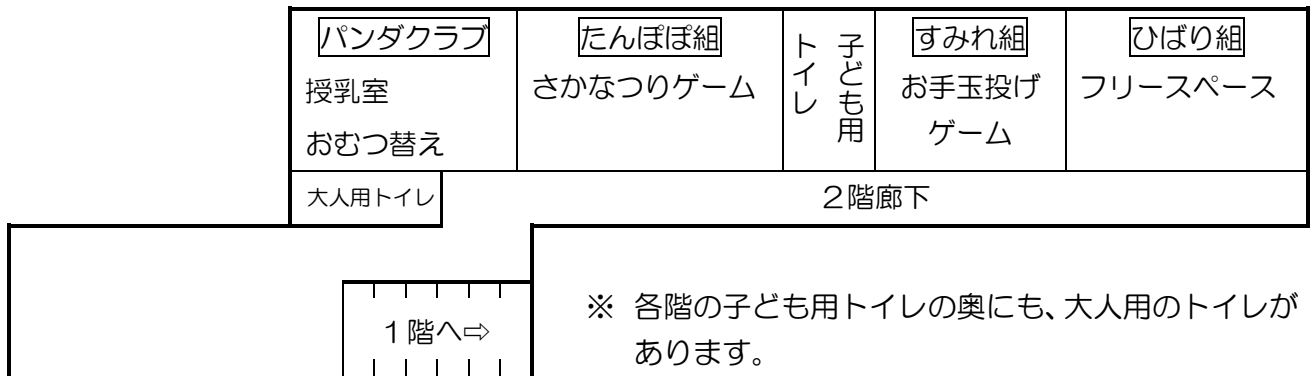 パンダクラブ
授乳室
おむつ替え
たんぽぽ組
さかなつりゲーム
子ども用
トイレ
すみれ組
お手玉投げ
ゲーム
ひばり組
フリースペース
大人用トイレ
２階廊下
１階へ⇨
※ 各階の子ども用トイレの奥にも、大人用のトイレが
あります。